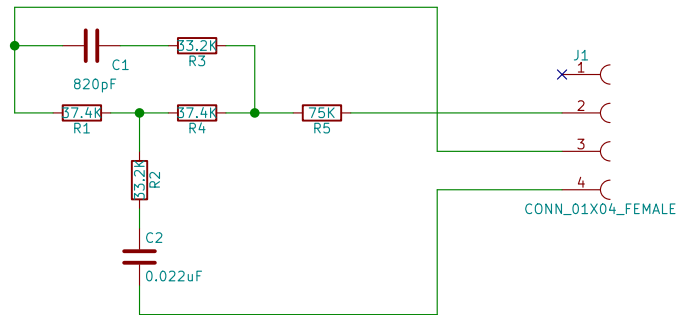 33.2K
R3
C1
820pF
J1
1
37.4K
R1
37.4K
R4
75K
R5
2
3
33.2K
R2
4
CONN_01X04_FEMALE
C2
0.022uF